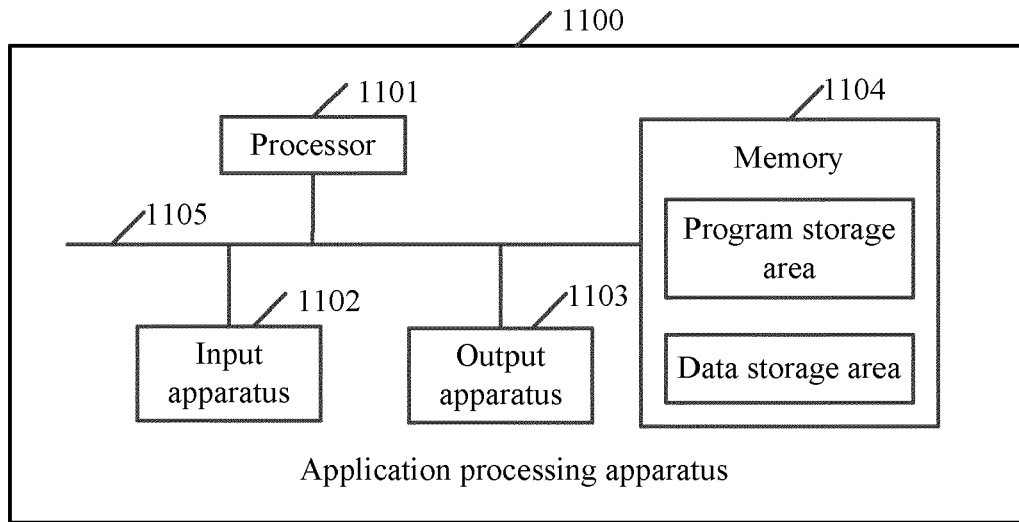 1100
1101
Processor
1104
Memory
1105
Program storage
area
1102
1103
Input
apparatus
Output
apparatus
Data storage area
Application processing apparatus